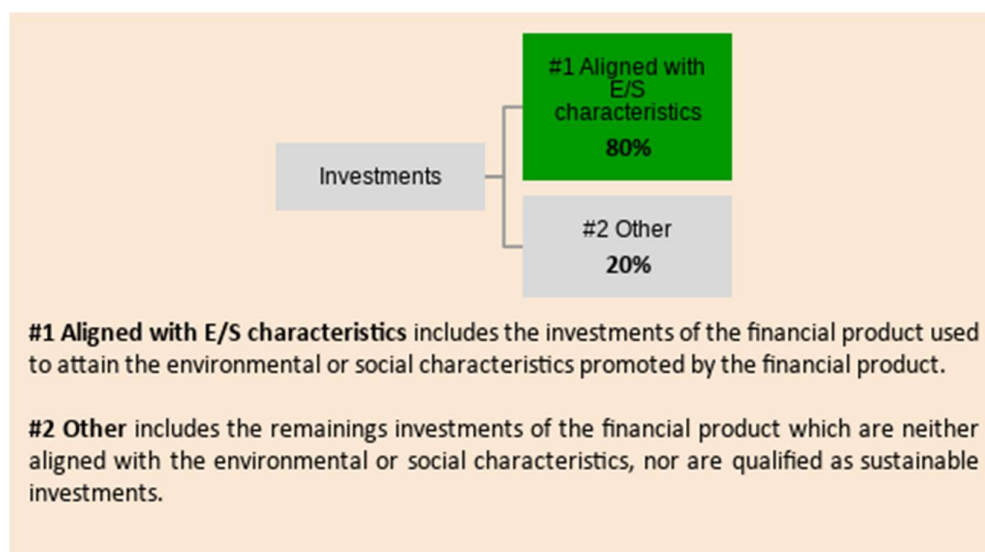 #1 Aligned with
E/S
characteristics
80%
Investments
#2 Other
20%
#1 Aligned with E/S characteristics includes the investments of the financial product used
to attain the environmental or social characteristics promoted by the financial product.
#2 Other includes the remainings investments of the financial product which are neither
aligned with the environmental or social characteristics, nor are qualified as sustainable
investments.